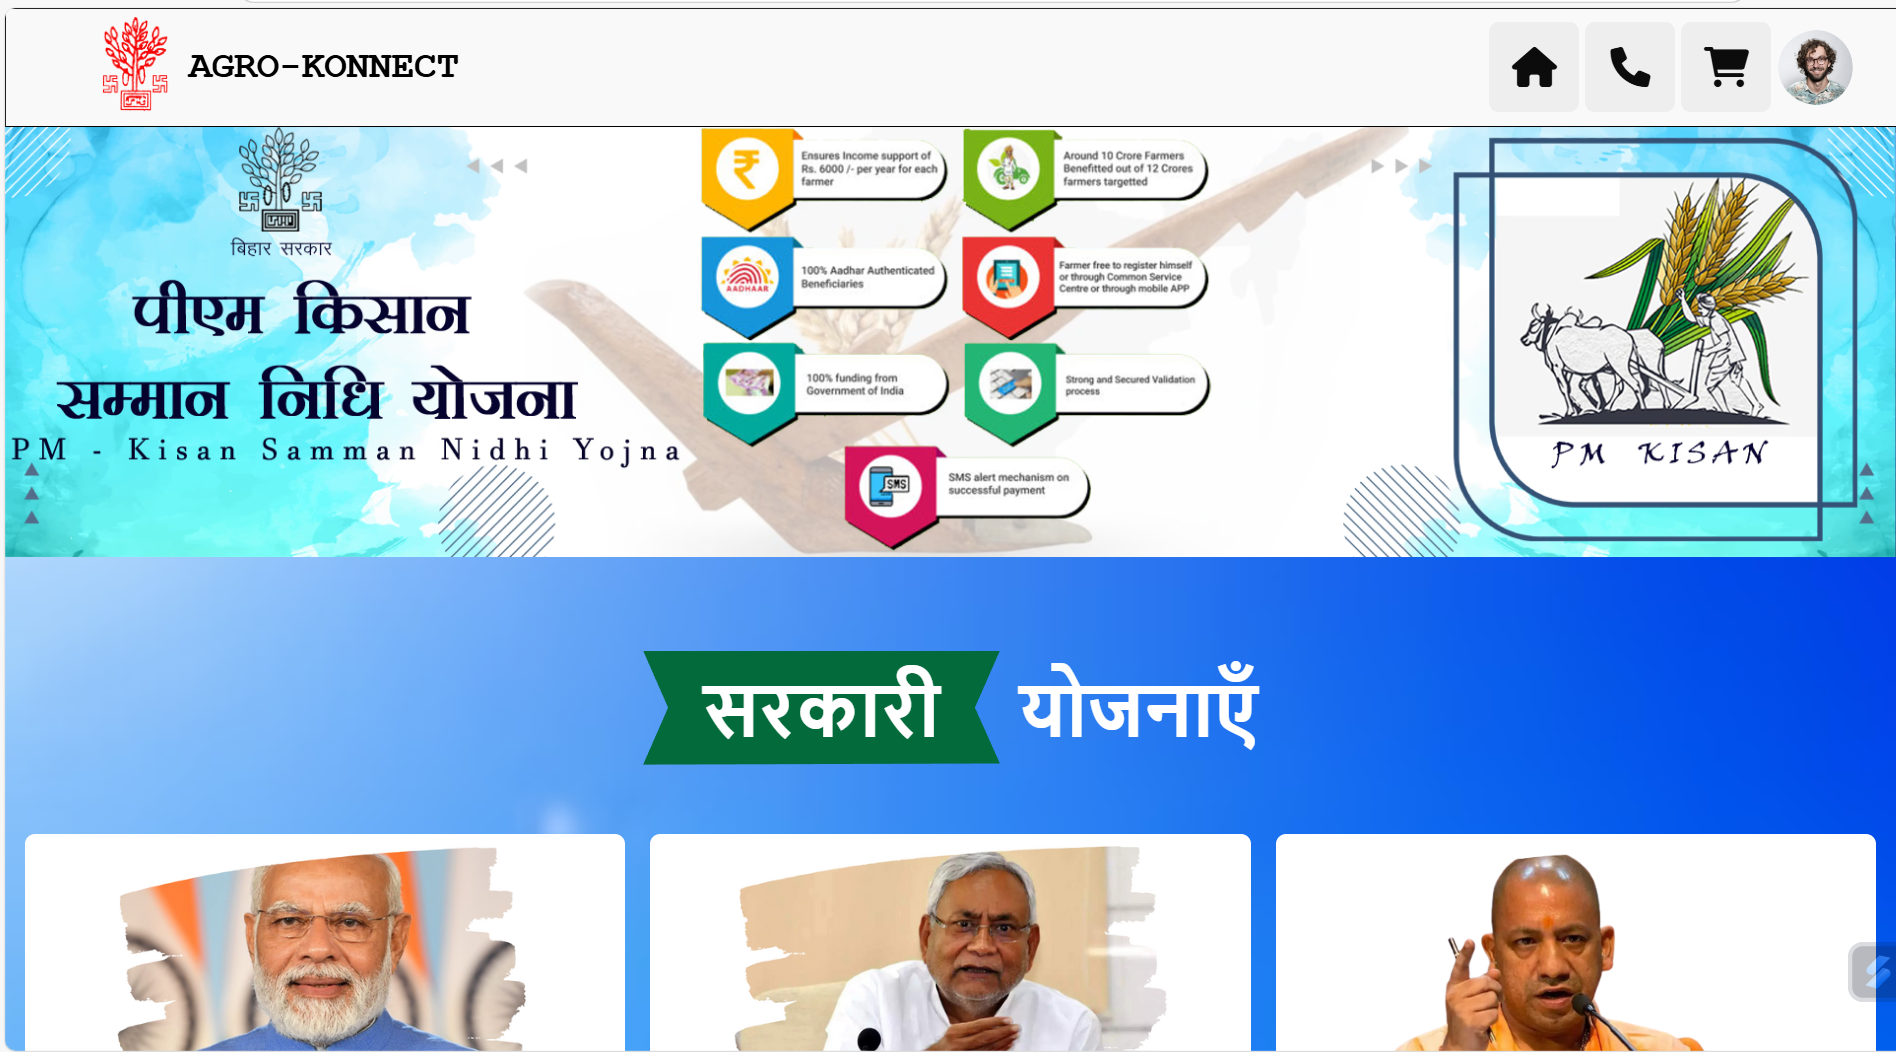 AGRO-KONNECT
बिहार सरकार
पीएम किसान
सम्मान निधि योजना
PM - Kisan Samman Nidhi Yojna
Ensures Income support of
Rs. 6000 /- per year for each
farmer
Around 10 Crore Farmers
Benefitted out of 12 Crores
farmers targetted
AADHAAR
100% Aadhar Authenticated
Beneficiaries
Farmer free to register himself
or through Common Service
Centre or through mobile APP
100% funding from
Government of India
Strong and Secured Validation
process
SMS
SMS alert mechanism on
successful payment
PM KISAN
सरकारी योजनाएँ